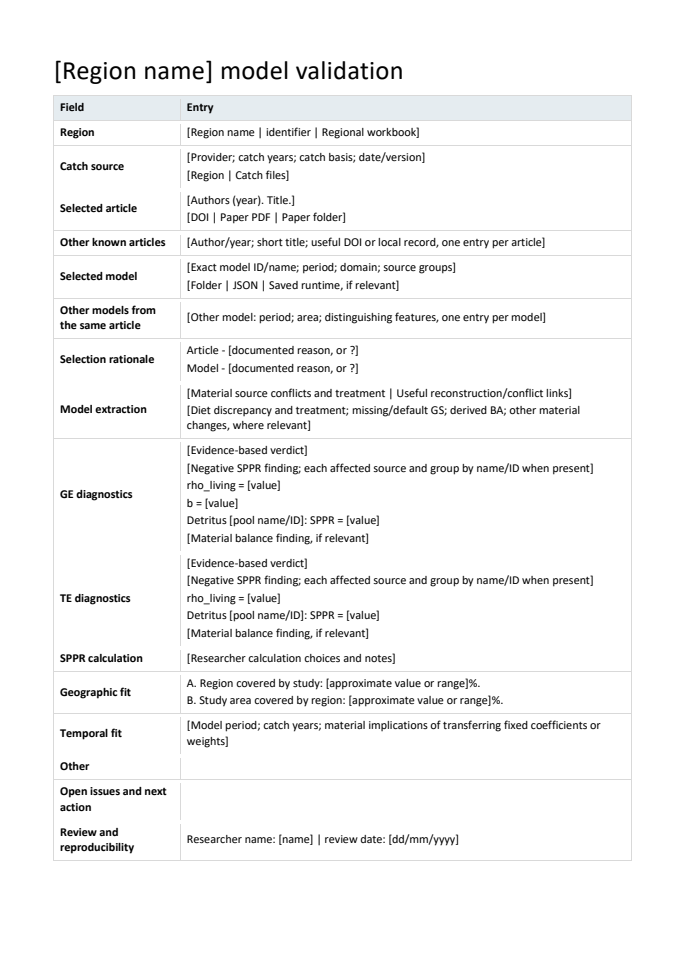 [Region name] model validation
Field Entry
Region [Region name | identifier | Regional workbook]
Catch source [Provider; catch years; catch basis; date/version]
[Region | Catch files]
Selected article [Authors (year). Title.]
[DOI | Paper PDF | Paper folder]
Other known articles [Author/year; short title; useful DOI or local record, one entry per article]
Selected model [Exact model ID/name; period; domain; source groups]
[Folder | JSON | Saved runtime, if relevant]
Other models from
the same article
[Other model: period; area; distinguishing features, one entry per model]
Selection rationale
Article - [documented reason, or ?]
Model - [documented reason, or ?]
Model extraction
[Material source conflicts and treatment | Useful reconstruction/conflict links]
[Diet discrepancy and treatment; missing/default GS; derived BA; other material
changes, where relevant]
GE diagnostics
[Evidence-based verdict]
[Negative SPPR finding; each affected source and group by name/ID when present]
rho_living = [value]
b = [value]
Detritus [pool name/ID]: SPPR = [value]
[Material balance finding, if relevant]
TE diagnostics
[Evidence-based verdict]
[Negative SPPR finding; each affected source and group by name/ID when present]
rho_living = [value]
Detritus [pool name/ID]: SPPR = [value]
[Material balance finding, if relevant]
SPPR calculation [Researcher calculation choices and notes]
Geographic fit
A. Region covered by study: [approximate value or range]%.
B. Study area covered by region: [approximate value or range]%.
Temporal fit
[Model period; catch years; material implications of transferring fixed coefficients or
weights]
Other
Open issues and next
action
Review and
reproducibility
Researcher name: [name] | review date: [dd/mm/yyyy]